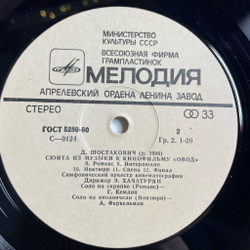 МИНИСТЕРСТВО
КУЛЬТУРЫ СССР
ВСЕСОЮЗНАЯ ФИРМА
ГРАМПЛАСТИНОК
МЕЛОДИЯ
АПРЕЛЕВСКИЙ ОРДЕНА ЛЕНИНА ЗАВОД
СТЕРЕО
33
ГОСТ 5289-80
2
С—0124
Гр. 2. 1-20
Д. ШОСТАКОВИЧ (р. 1906)
СЮИТА ИЗ МУЗЫКИ К КИНОФИЛЬМУ «ОВОД»
8. Романс 9. Интерлюдия
10. Ноктюрн 11. Сцена 12. Финал
Симфонический оркестр кинематографии
Дирижер Э. ХАЧАТУРЯН
Соло на скрипке (Романс) —
Г. Кемлин
Соло на виолончели (Ноктюрн) —
А. Феркельман